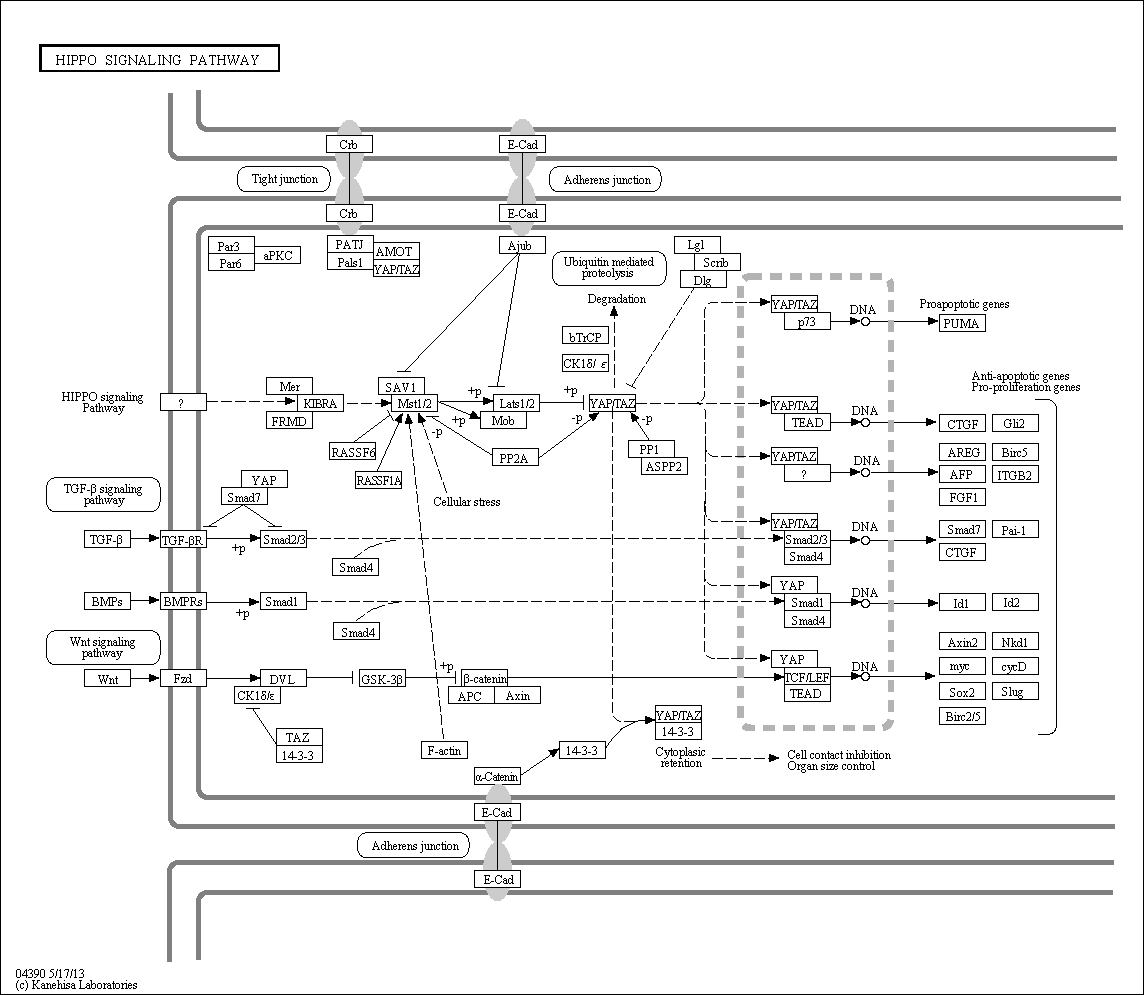 HIPPO SIGNALING PATHWAY
Crb
E-Cad
Tight junction
Adherens junction
Crb
E-Cad
Par3
Par6
aPKC
PATJ
Pals1
AMOT
YAP/TAZ
Ajub
Ubiquitin mediated
proteolysis
Degradation
Lgl
Scrib
Dlg
bTrCP
CK1δ/ ε
YAP/TAZ
p73
DNA
Proapoptotic genes
PUMA
Anti-apoptotic genes
Pro-proliferation genes
HIPPO signaling
Pathway
?
Mer
KIBRA
FRMD
SAV1
Mst1/2
+p
+p
-p
Lats1/2
Mob
+p
-p
YAP/TAZ
-p
RASSF6
RASSF1A
PP2A
PP1
ASPP2
Cellular stress
YAP/TAZ
TEAD
DNA
CTGF
Gli2
YAP/TAZ
?
DNA
AREG
Birc5
AFP
ITGB2
FGF1
TGF-β signaling
pathway
YAP
Smad7
TGF-β
TGF-βR
+p
Smad2/3
Smad4
YAP/TAZ
Smad2/3
Smad4
DNA
Smad7
Pai-1
CTGF
BMPs
BMPRs
+p
Smad1
Smad4
YAP
Smad1
Smad4
DNA
Id1
Id2
Wnt signaling
pathway
Wnt
Fzd
DVL
CK1δ/ε
GSK-3β
+p
β-catenin
APC
Axin
YAP
TCF/LEF
TEAD
DNA
Axin2
Nkd1
myc
cycD
Sox2
Slug
Birc2/5
TAZ
14-3-3
F-actin
14-3-3
YAP/TAZ
14-3-3
Cytoplasic
retention
Cell contact inhibition
Organ size control
α-Catenin
E-Cad
Adherens junction
E-Cad
04390 5/17/13
(c) Kanehisa Laboratories